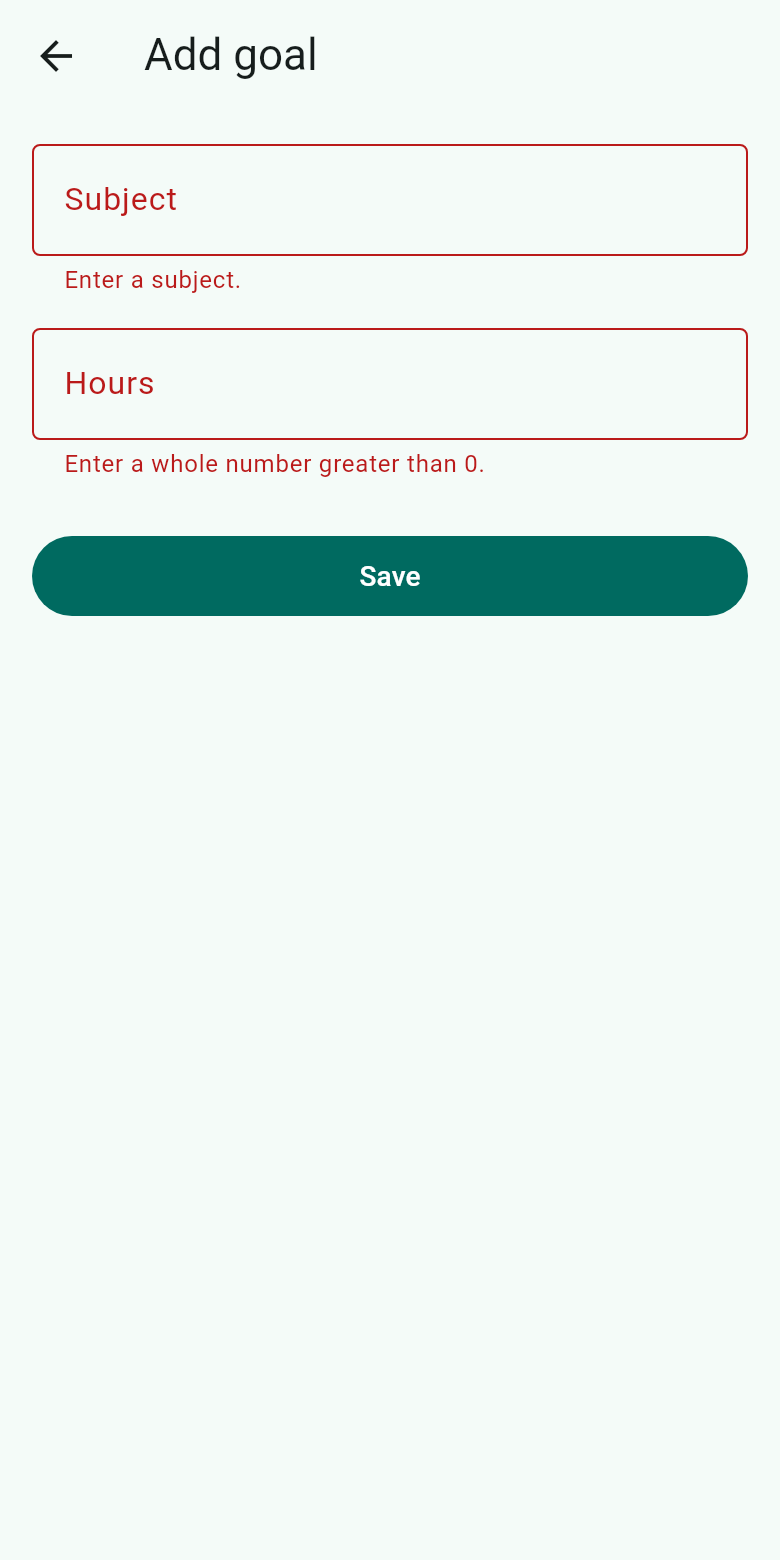 Add goal
Subject
Enter a subject.
Hours
Enter a whole number greater than 0.
Save